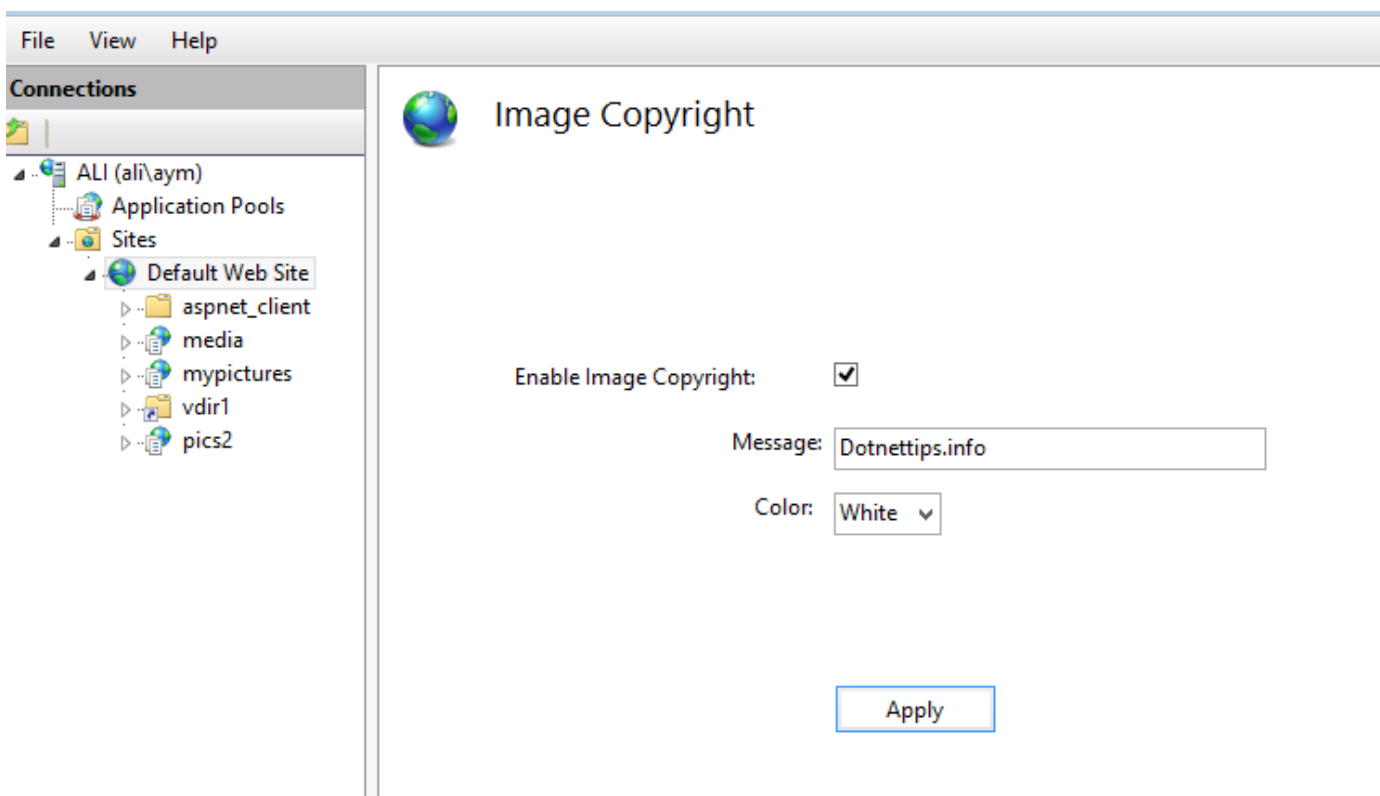 File View Help
Connections
Image Copyright
ALI (ali\aym)
Application Pools
Sites
Default Web Site
aspnet_client
media
mypictures
vdir1
pics2
Enable Image Copyright:
Message: Dotnettips.info
Color: White
Apply